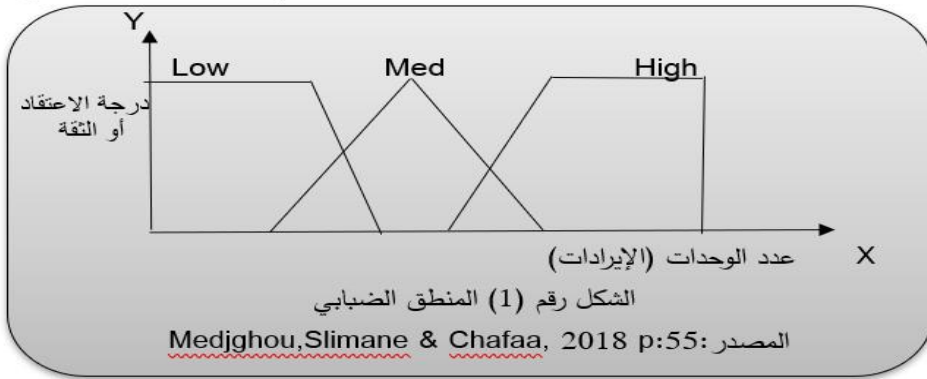 Y
Low Med High
درجة الاعتقاد
أو الثقة
عدد الوحدات (الإيرادات) X
الشكل رقم (1) المنطق الضبابي
المصدر: Medjghou,Slimane & Chafaa, 2018 p:55